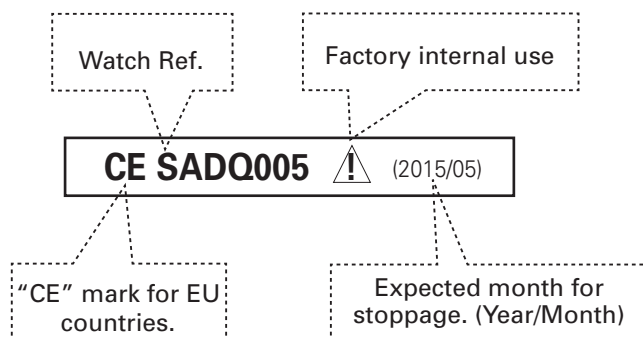 Watch Ref.
Factory internal use
CE SADQ005 ! (2015/05)
“CE” mark for EU
countries.
Expected month for
stoppage. (Year/Month)